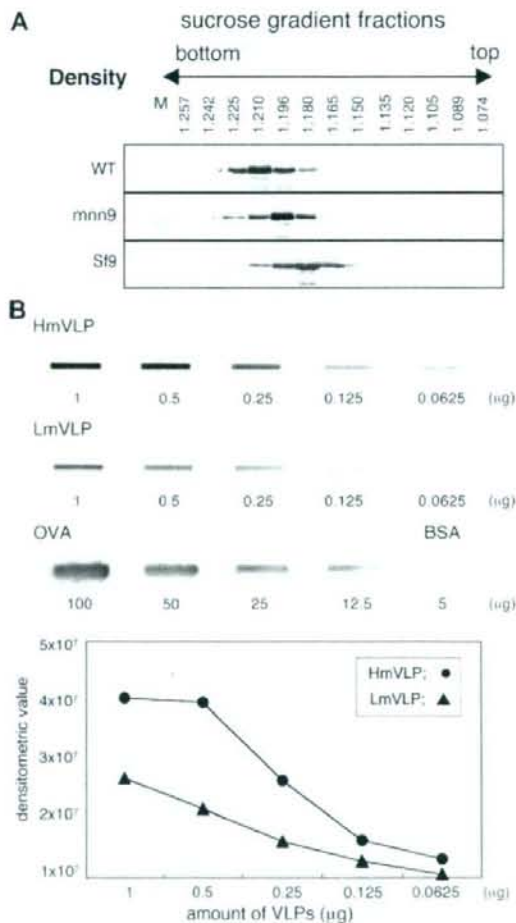 A
sucrose gradient fractions
bottom top
Density
M 1.257 1.242 1.225 1.210 1.196 1.180 1.165 1.150 1.135 1.120 1.105 1.089 1.074
WT
mnn9
Sf9
B
HmVLP
1 0.5 0.25 0.125 0.0625 (µg)
LmVLP
1 0.5 0.25 0.125 0.0625 (µg)
OVA BSA
100 50 25 12.5 5 (µg)
5x10⁷
4x10⁷
3x10⁷
2x10⁷
1x10⁷
densitometric value
HmVLP; ●
LmVLP; ▲
1 0.5 0.25 0.125 0.0625 (µg)
amount of VLPs (µg)